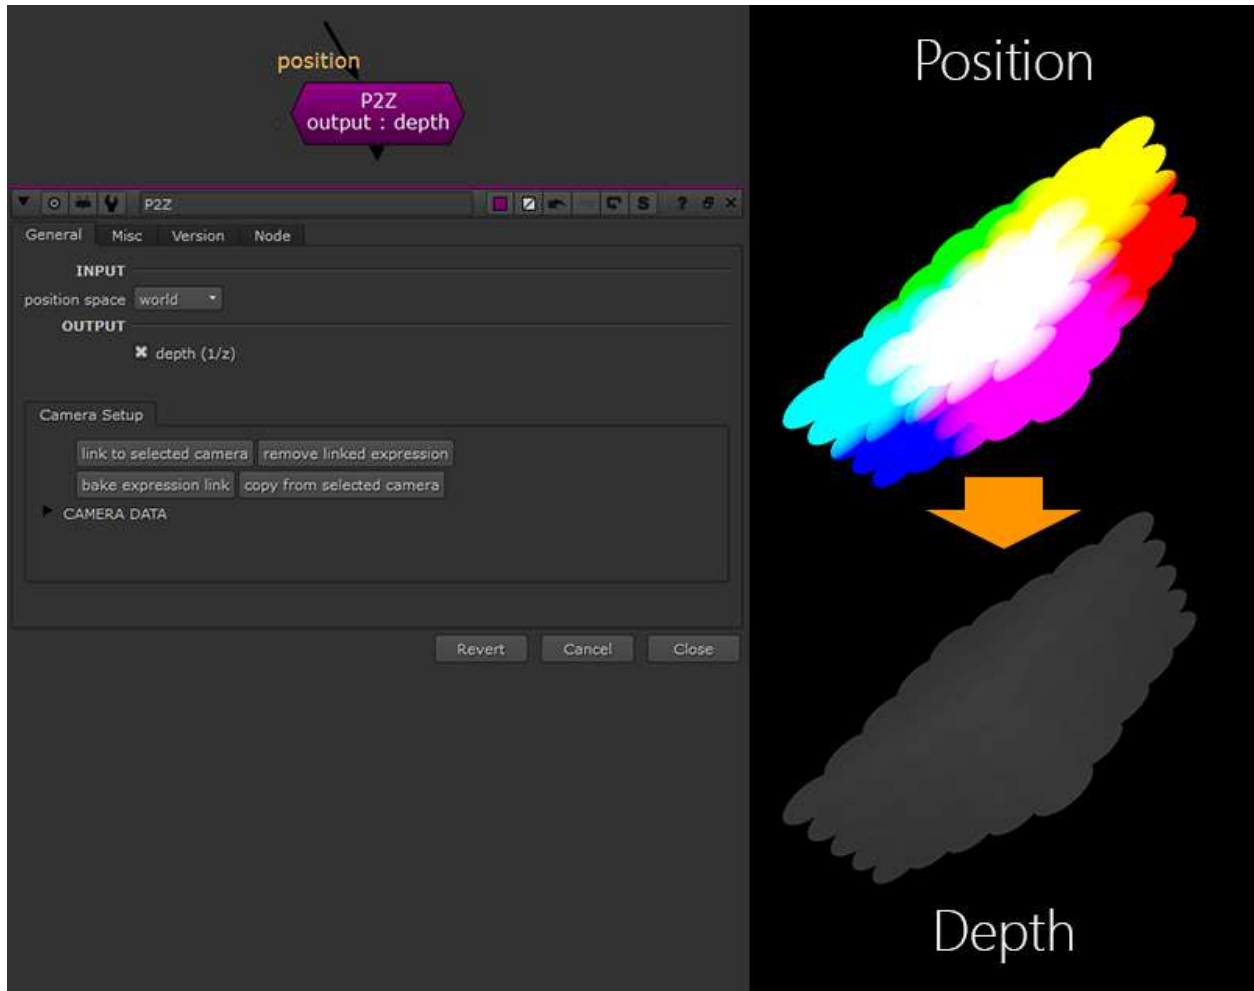 position
P2Z
output : depth
P2Z
S ? ×
General Misc Version Node
INPUT
position space world
OUTPUT
depth (1/z)
Camera Setup
link to selected camera remove linked expression
bake expression link copy from selected camera
CAMERA DATA
Revert Cancel Close
Position
Depth